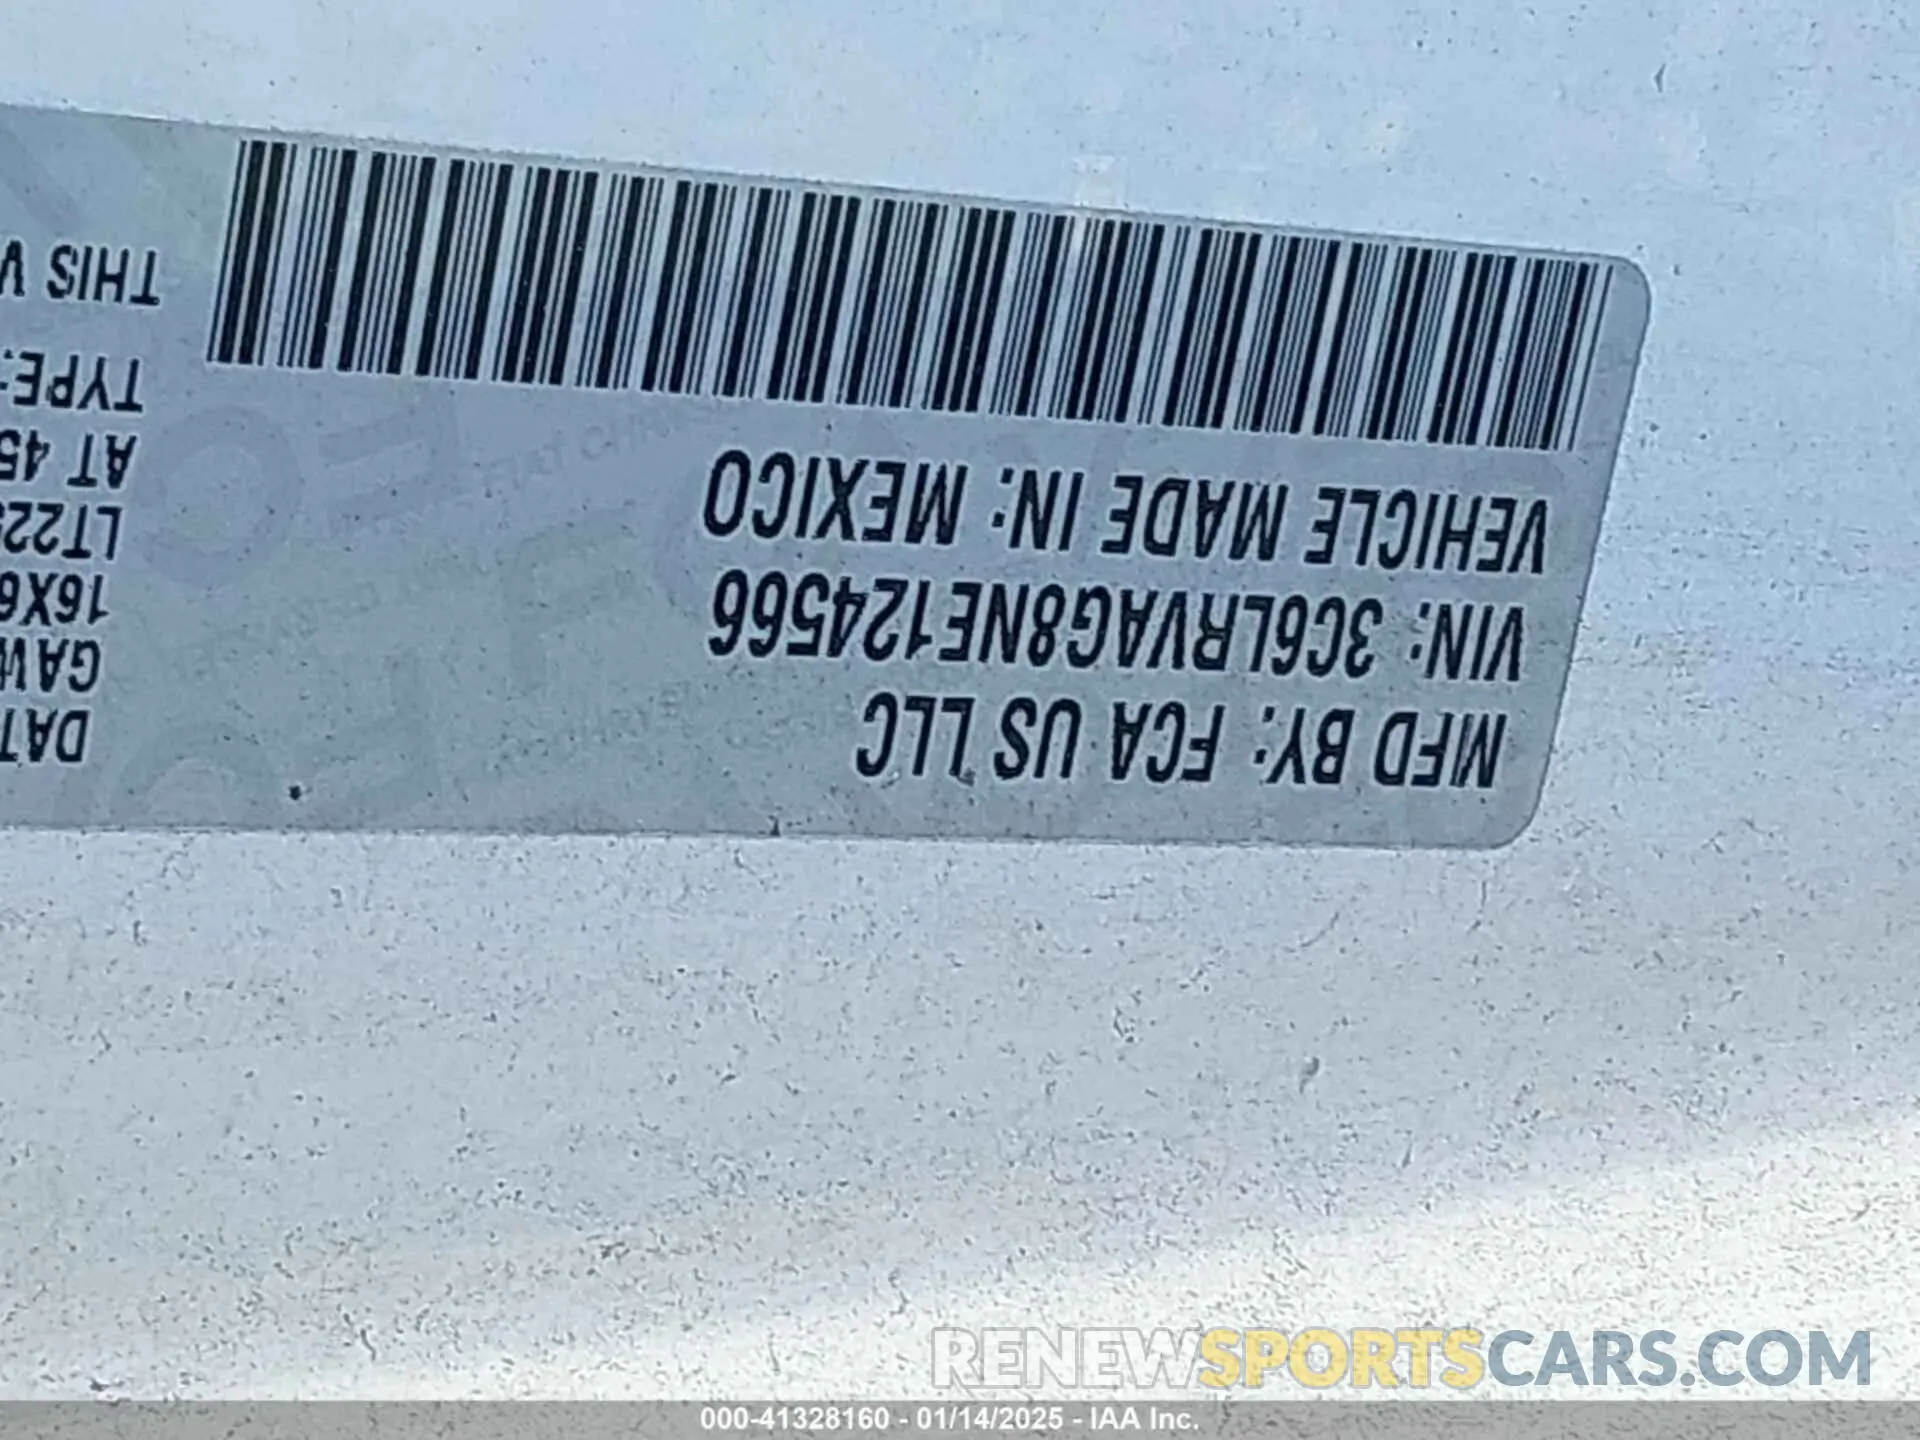 MFD BY: FCA US LLC
VIN: 3C6LRVAG8NE124566
VEHICLE MADE IN: MEXICO
DAT
GAW
16X6
LT225
AT 45
TYPE:
THIS V
RENEWSPORTSCARS.COM
000-41328160 - 01/14/2025 - IAA Inc.